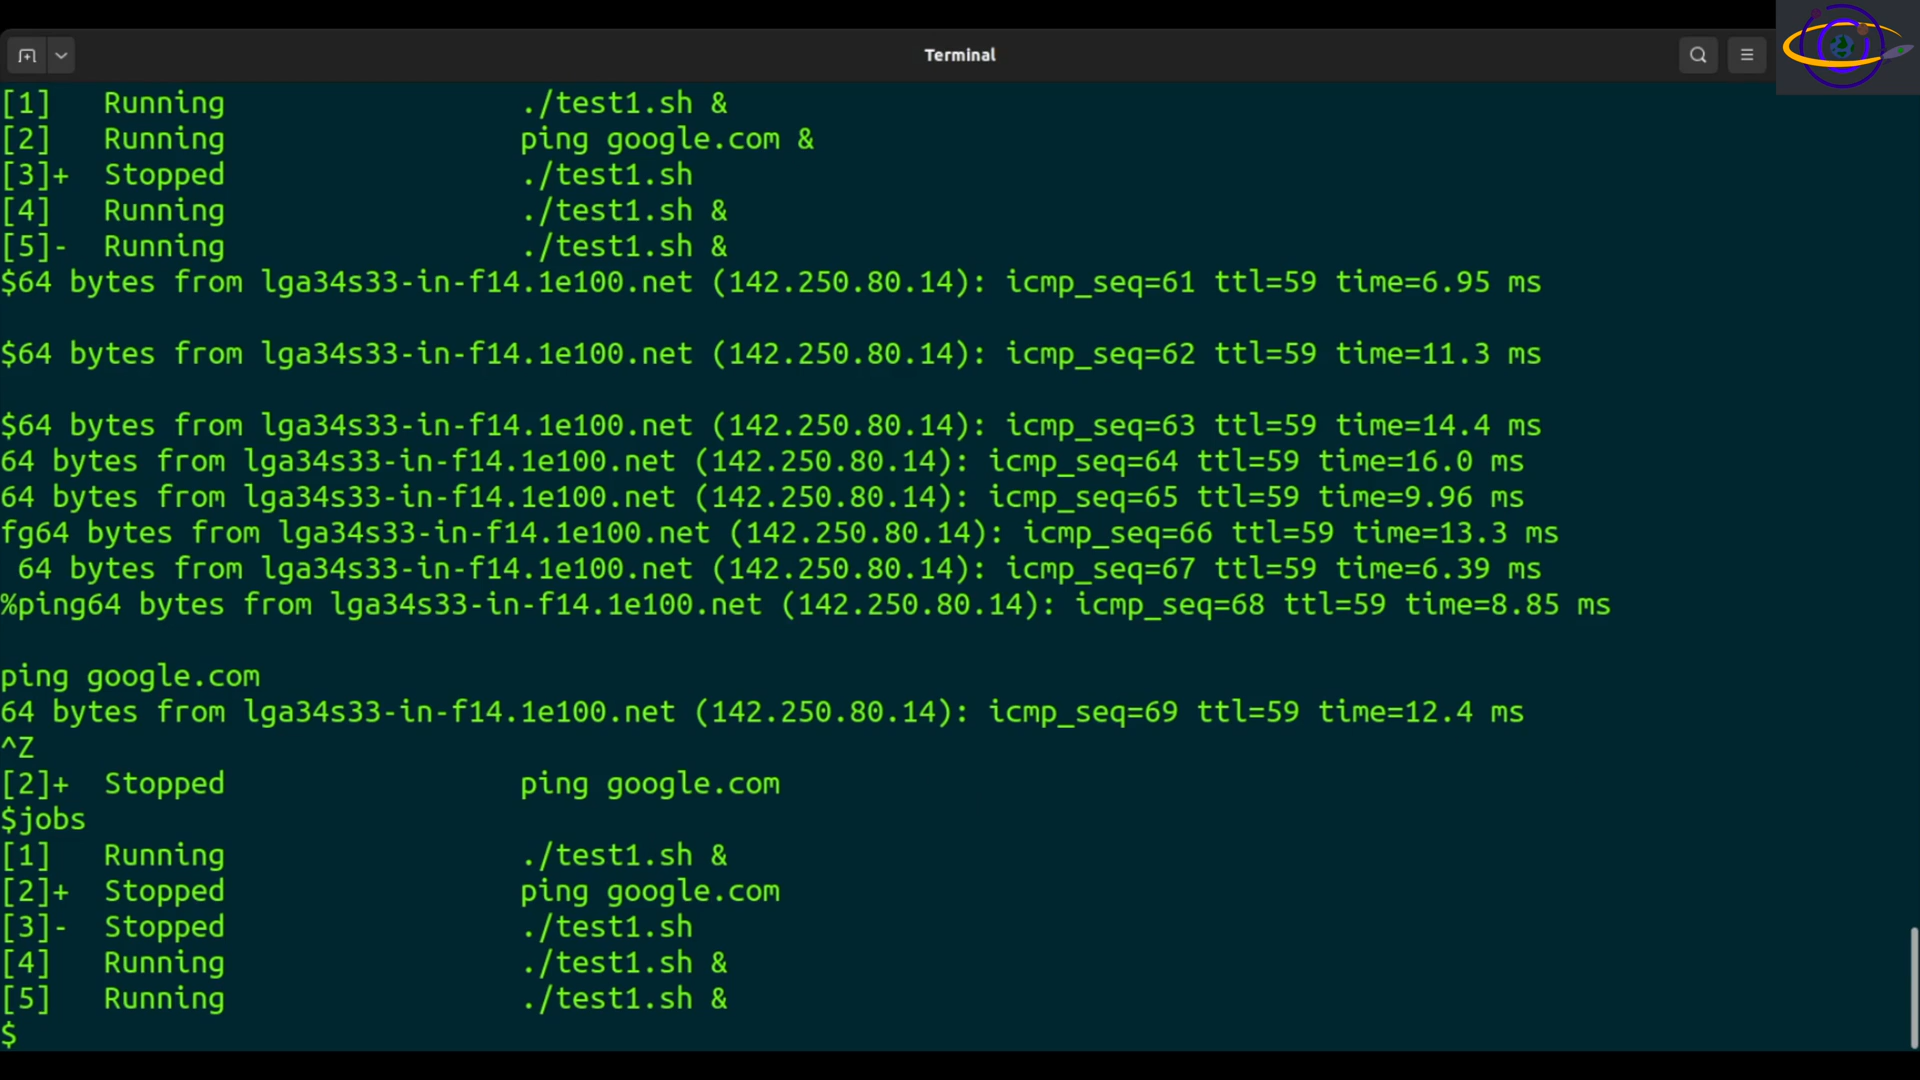 Terminal
[1]   Running                 ./test1.sh &
[2]   Running                 ping google.com &
[3]+  Stopped                 ./test1.sh
[4]   Running                 ./test1.sh &
[5]-  Running                 ./test1.sh &
$64 bytes from lga34s33-in-f14.1e100.net (142.250.80.14): icmp_seq=61 ttl=59 time=6.95 ms
$64 bytes from lga34s33-in-f14.1e100.net (142.250.80.14): icmp_seq=62 ttl=59 time=11.3 ms
$64 bytes from lga34s33-in-f14.1e100.net (142.250.80.14): icmp_seq=63 ttl=59 time=14.4 ms
64 bytes from lga34s33-in-f14.1e100.net (142.250.80.14): icmp_seq=64 ttl=59 time=16.0 ms
64 bytes from lga34s33-in-f14.1e100.net (142.250.80.14): icmp_seq=65 ttl=59 time=9.96 ms
fg64 bytes from lga34s33-in-f14.1e100.net (142.250.80.14): icmp_seq=66 ttl=59 time=13.3 ms
 64 bytes from lga34s33-in-f14.1e100.net (142.250.80.14): icmp_seq=67 ttl=59 time=6.39 ms
%ping64 bytes from lga34s33-in-f14.1e100.net (142.250.80.14): icmp_seq=68 ttl=59 time=8.85 ms
ping google.com
64 bytes from lga34s33-in-f14.1e100.net (142.250.80.14): icmp_seq=69 ttl=59 time=12.4 ms
^Z
[2]+  Stopped                 ping google.com
$jobs
[1]   Running                 ./test1.sh &
[2]+  Stopped                 ping google.com
[3]-  Stopped                 ./test1.sh
[4]   Running                 ./test1.sh &
[5]   Running                 ./test1.sh &
$